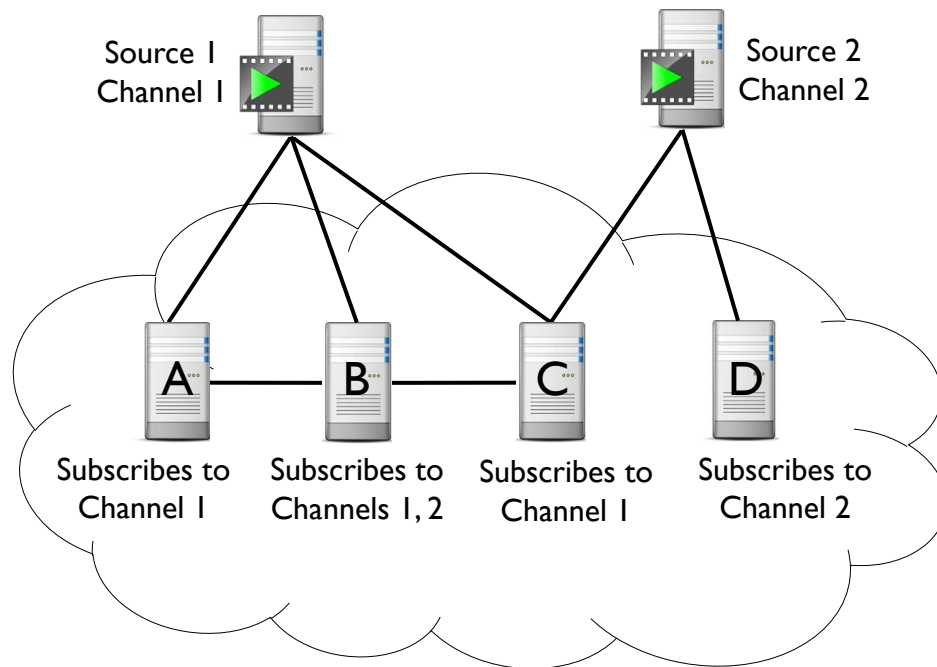 Source 1
Channel 1
Source 2
Channel 2
A
B
C
D
Subscribes to
Channel 1
Subscribes to
Channels 1, 2
Subscribes to
Channel 1
Subscribes to
Channel 2